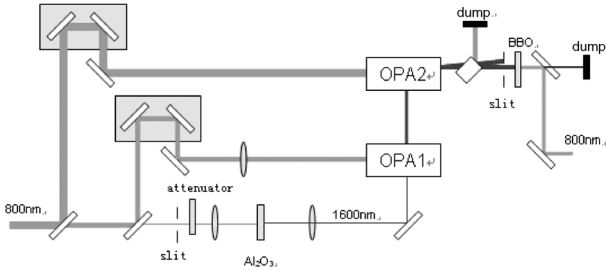 dump
BBO
OPA2
dump
slit
800nm
OPA1
attenuator
800nm
1600nm
slit
Al₂O₃